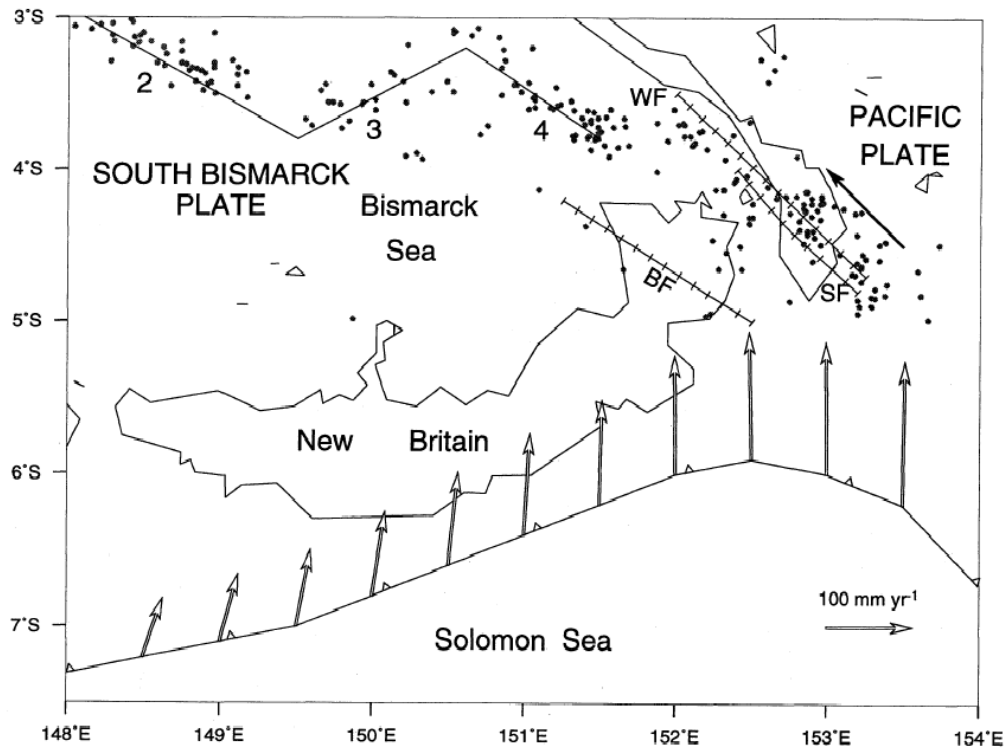 3°S
2
3
4
WF
PACIFIC
PLATE
4°S
SOUTH BISMARCK
PLATE
Bismarck
Sea
BF
SF
5°S
New Britain
6°S
100 mm yr-1
7°S
Solomon Sea
148°E 149°E 150°E 151°E 152°E 153°E 154°E